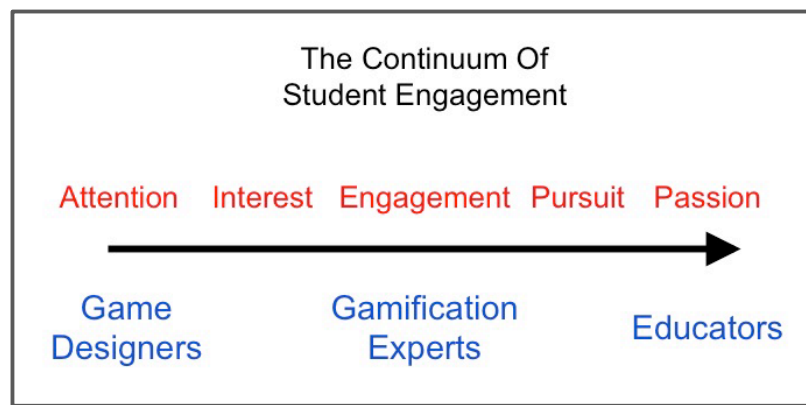 The Continuum Of
Student Engagement
Attention Interest Engagement Pursuit Passion
Game Designers
Gamification Experts
Educators